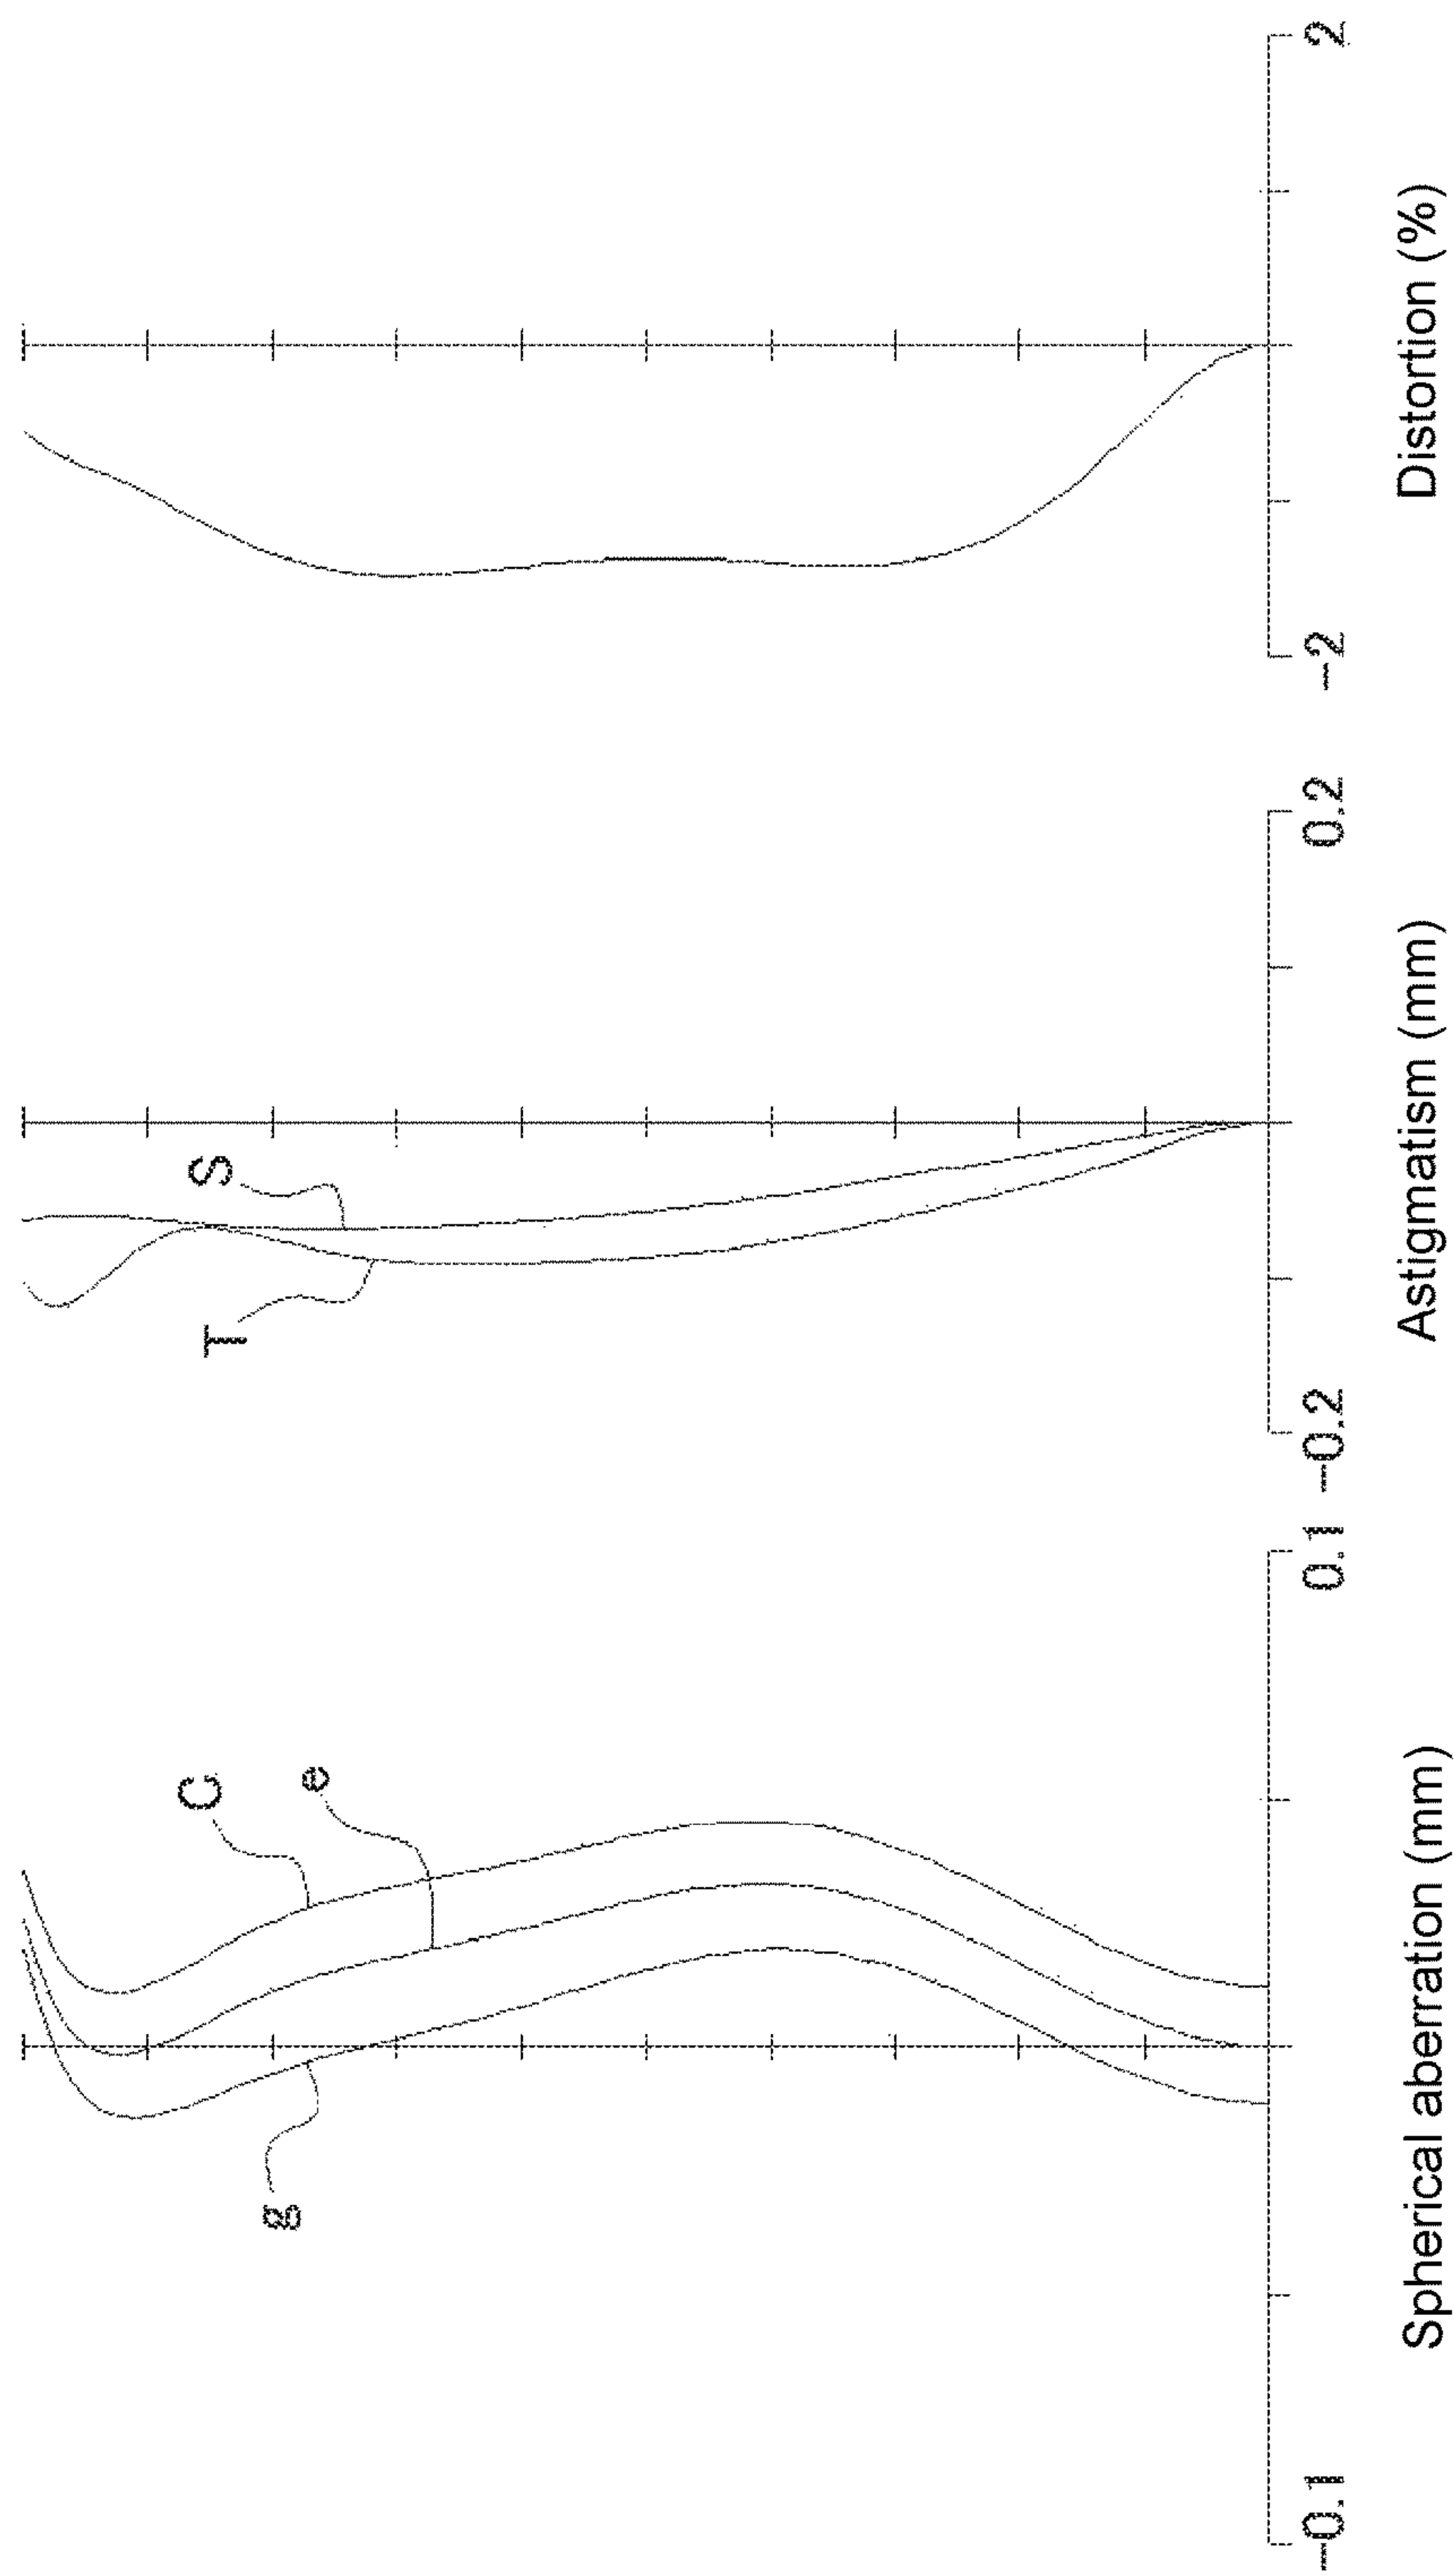 C
e
g
−0.1
0.1
Spherical aberration (mm)
S
T
−0.2
0.2
Astigmatism (mm)
−2
2
Distortion (%)